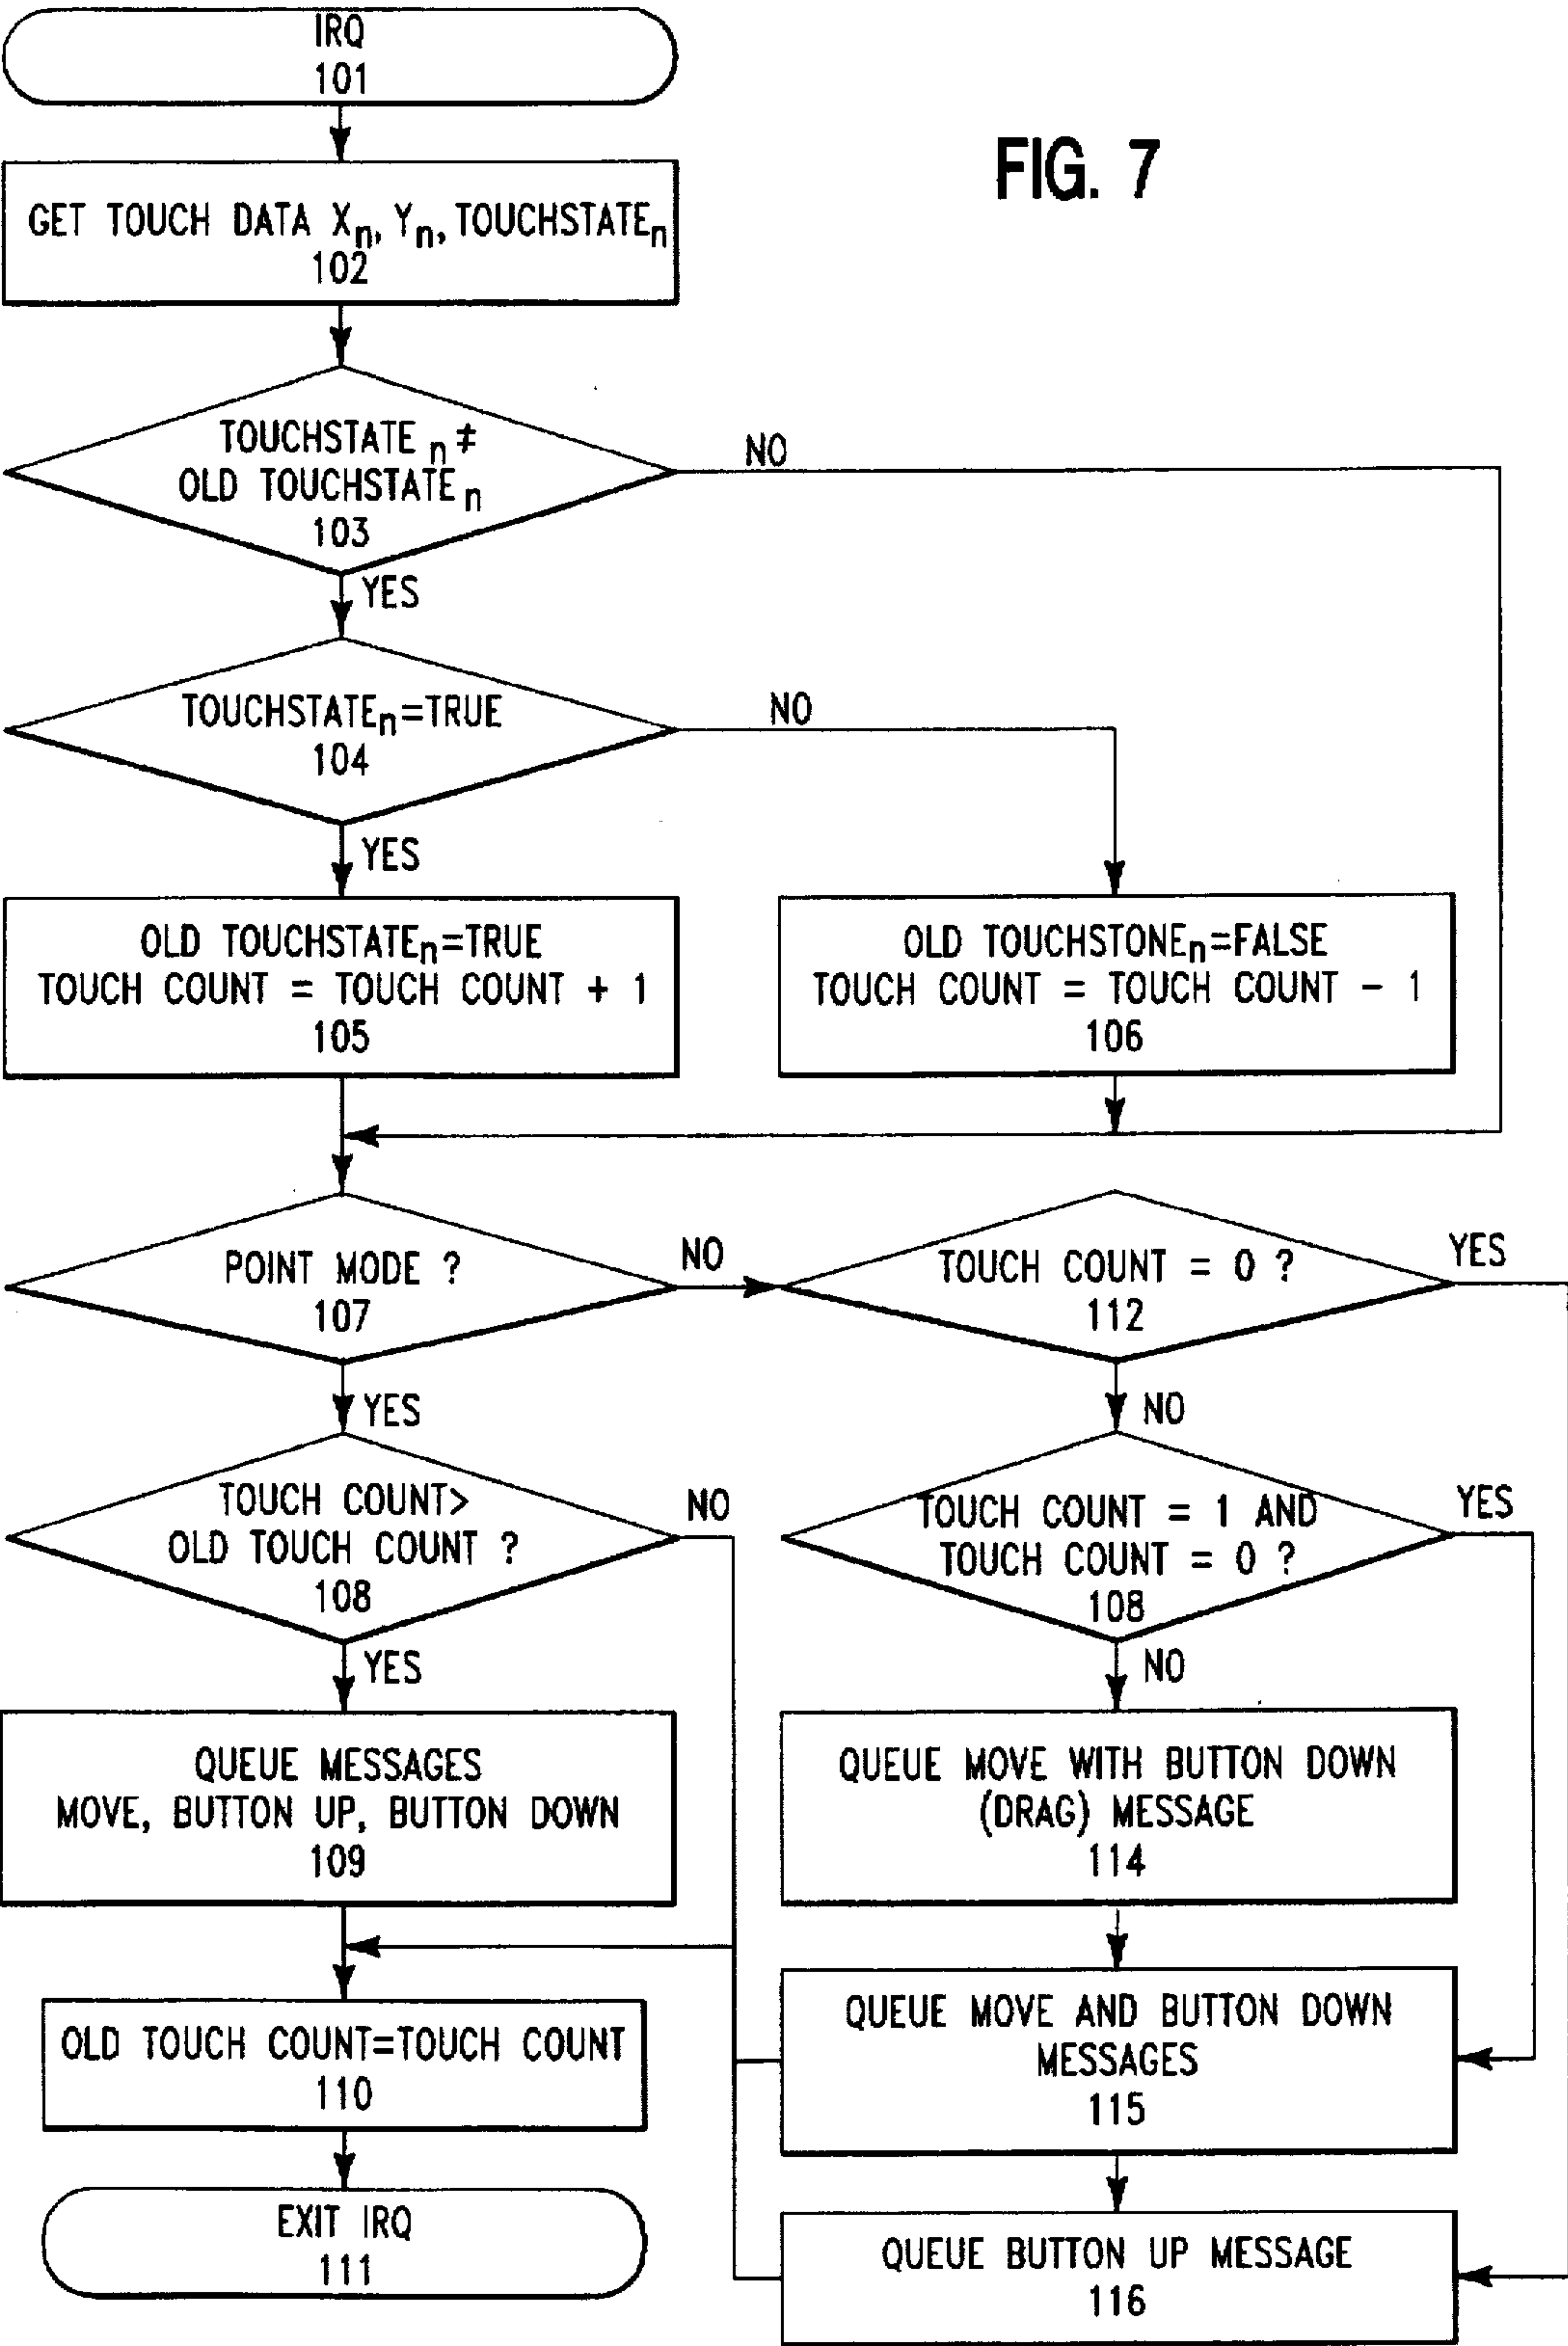 IRQ
101
FIG. 7
GET TOUCH DATA Xn, Yn, TOUCHSTATEn
102
TOUCHSTATE n ≠
OLD TOUCHSTATE n
103
NO
YES
TOUCHSTATEn=TRUE
104
NO
YES
OLD TOUCHSTATEn=TRUE
TOUCH COUNT = TOUCH COUNT + 1
105
OLD TOUCHSTONEn=FALSE
TOUCH COUNT = TOUCH COUNT - 1
106
POINT MODE ?
107
NO
TOUCH COUNT = 0 ?
112
YES
YES
NO
TOUCH COUNT>
OLD TOUCH COUNT ?
108
NO
TOUCH COUNT = 1 AND
TOUCH COUNT = 0 ?
108
YES
YES
NO
QUEUE MESSAGES
MOVE, BUTTON UP, BUTTON DOWN
109
QUEUE MOVE WITH BUTTON DOWN
(DRAG) MESSAGE
114
OLD TOUCH COUNT=TOUCH COUNT
110
QUEUE MOVE AND BUTTON DOWN
MESSAGES
115
EXIT IRQ
111
QUEUE BUTTON UP MESSAGE
116